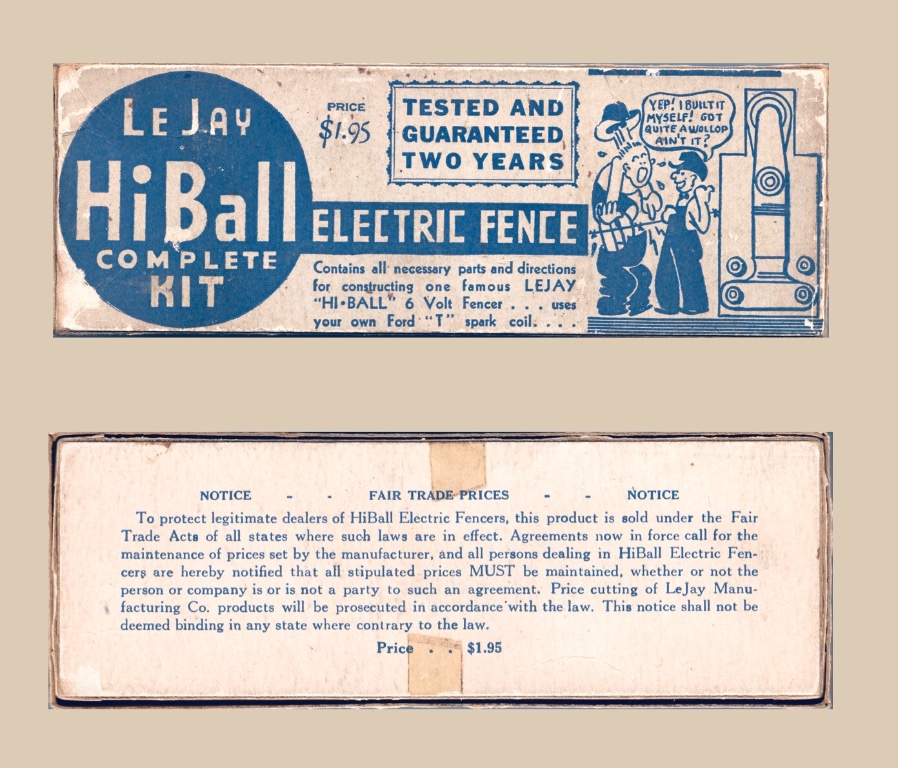 LE JAY
HiBall
COMPLETE
KIT
PRICE
$1.95
TESTED AND
GUARANTEED
TWO YEARS
ELECTRIC FENCE
Contains all necessary parts and directions
for constructing one famous LEJAY
"HI•BALL" 6 Volt Fencer . . . uses
your own Ford "T" spark coil. . . .
YEP! I BUILT IT
MYSELF! GOT
QUITE A WOLLOP
AIN'T IT?
NOTICE - - FAIR TRADE PRICES - - NOTICE
To protect legitimate dealers of HiBall Electric Fencers, this product is sold under the Fair
Trade Acts of all states where such laws are in effect. Agreements now in force call for the
maintenance of prices set by the manufacturer, and all persons dealing in HiBall Electric Fen-
cers are hereby notified that all stipulated prices MUST be maintained, whether or not the
person or company is or is not a party to such an agreement. Price cutting of LeJay Manu-
facturing Co. products will be prosecuted in accordance with the law. This notice shall not be
deemed binding in any state where contrary to the law.
Price . . $1.95